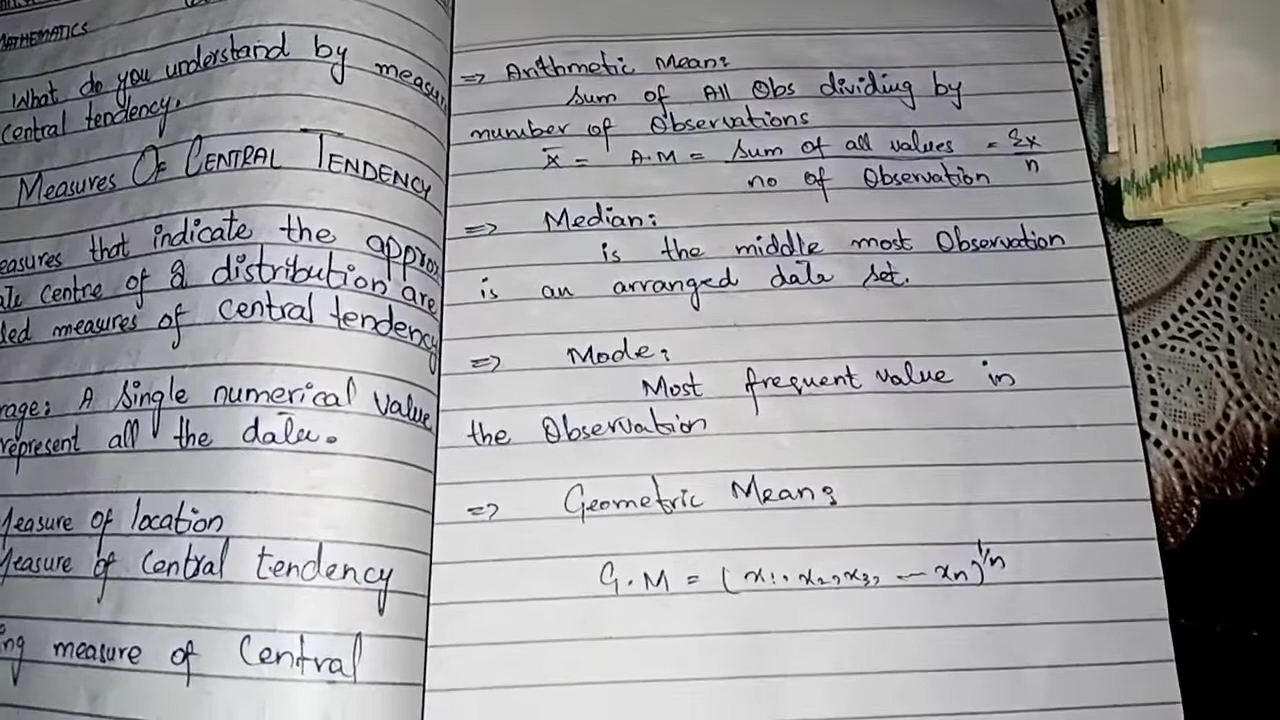 MATHEMATICS
What do you understand by measu
Central tendency.
MEASURES OF CENTRAL TENDENCY
easures that indicate the approx
ate centre of a distribution are
led measures of central tendency
rage: A single numerical value
represent all the data.
Measure of location
Measure of Central tendency
ing measure of Central
=> Arithmetic Mean:
Sum of All Obs dividing by
number of Observations
x̄ = A.M = Sum of all values = Σx
no of Observation n
=> Median:
is the middle most Observation
is an arranged data set.
=> Mode:
Most frequent value in
the Observation
=> Geometric Mean:
G.M = (x1, x2, x3, — xn)^1/n